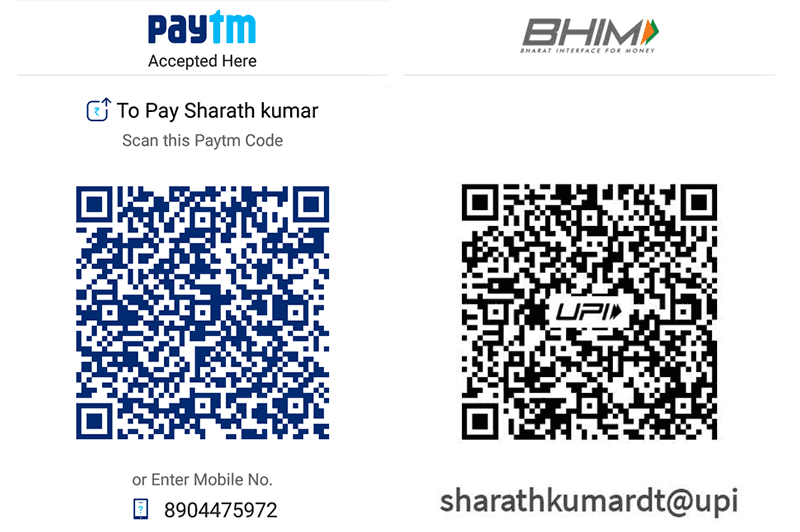 paytm
Accepted Here
To Pay Sharath kumar
Scan this Paytm Code
or Enter Mobile No.
8904475972
BHIM
BHARAT INTERFACE FOR MONEY
UPI
sharathkumardt@upi